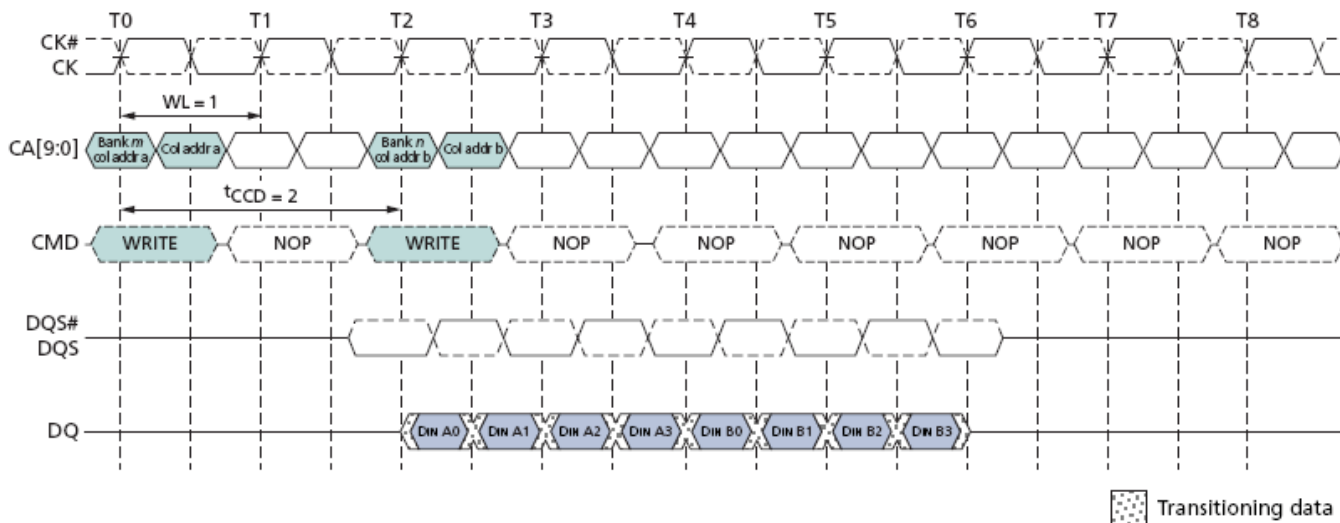 T0 T1 T2 T3 T4 T5 T6 T7 T8
CK#
CK
WL = 1
CA[9:0]
Bank m
col addr a
Col addr a
Bank n
col addr b
Col addr b
tCCD = 2
CMD WRITE NOP WRITE NOP NOP NOP NOP NOP NOP
DQS#
DQS
DQ DIN A0 DIN A1 DIN A2 DIN A3 DIN B0 DIN B1 DIN B2 DIN B3
Transitioning data